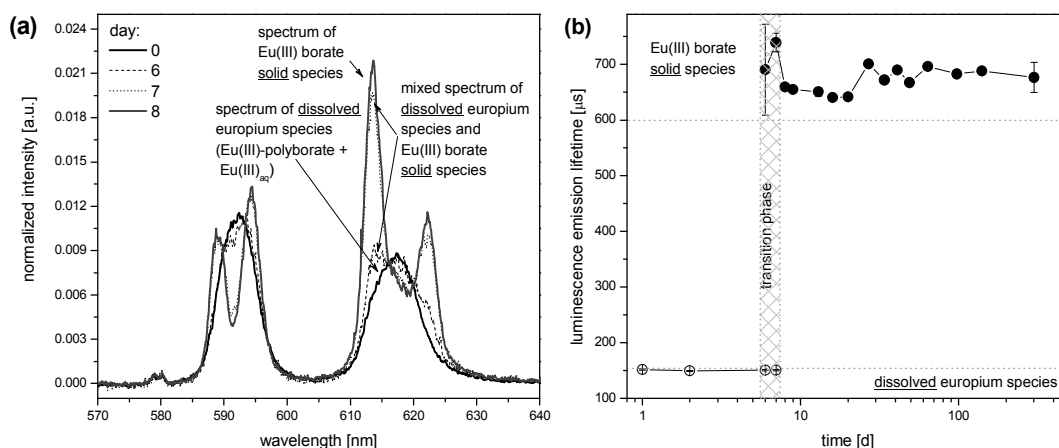 (a)
day:
0
6
7
8
spectrum of
Eu(III) borate
solid species
spectrum of dissolved
europium species
(Eu(III)-polyborate +
Eu(III)aq)
mixed spectrum of
dissolved europium
species and
Eu(III) borate
solid species
normalized intensity [a.u.]
0.024
0.021
0.018
0.015
0.012
0.009
0.006
0.003
0.000
570 580 590 600 610 620 630 640
wavelength [nm]
(b)
Eu(III) borate
solid species
transition phase
dissolved europium species
luminescence emission lifetime [µs]
700
600
500
400
300
200
100
1 10 100
time [d]